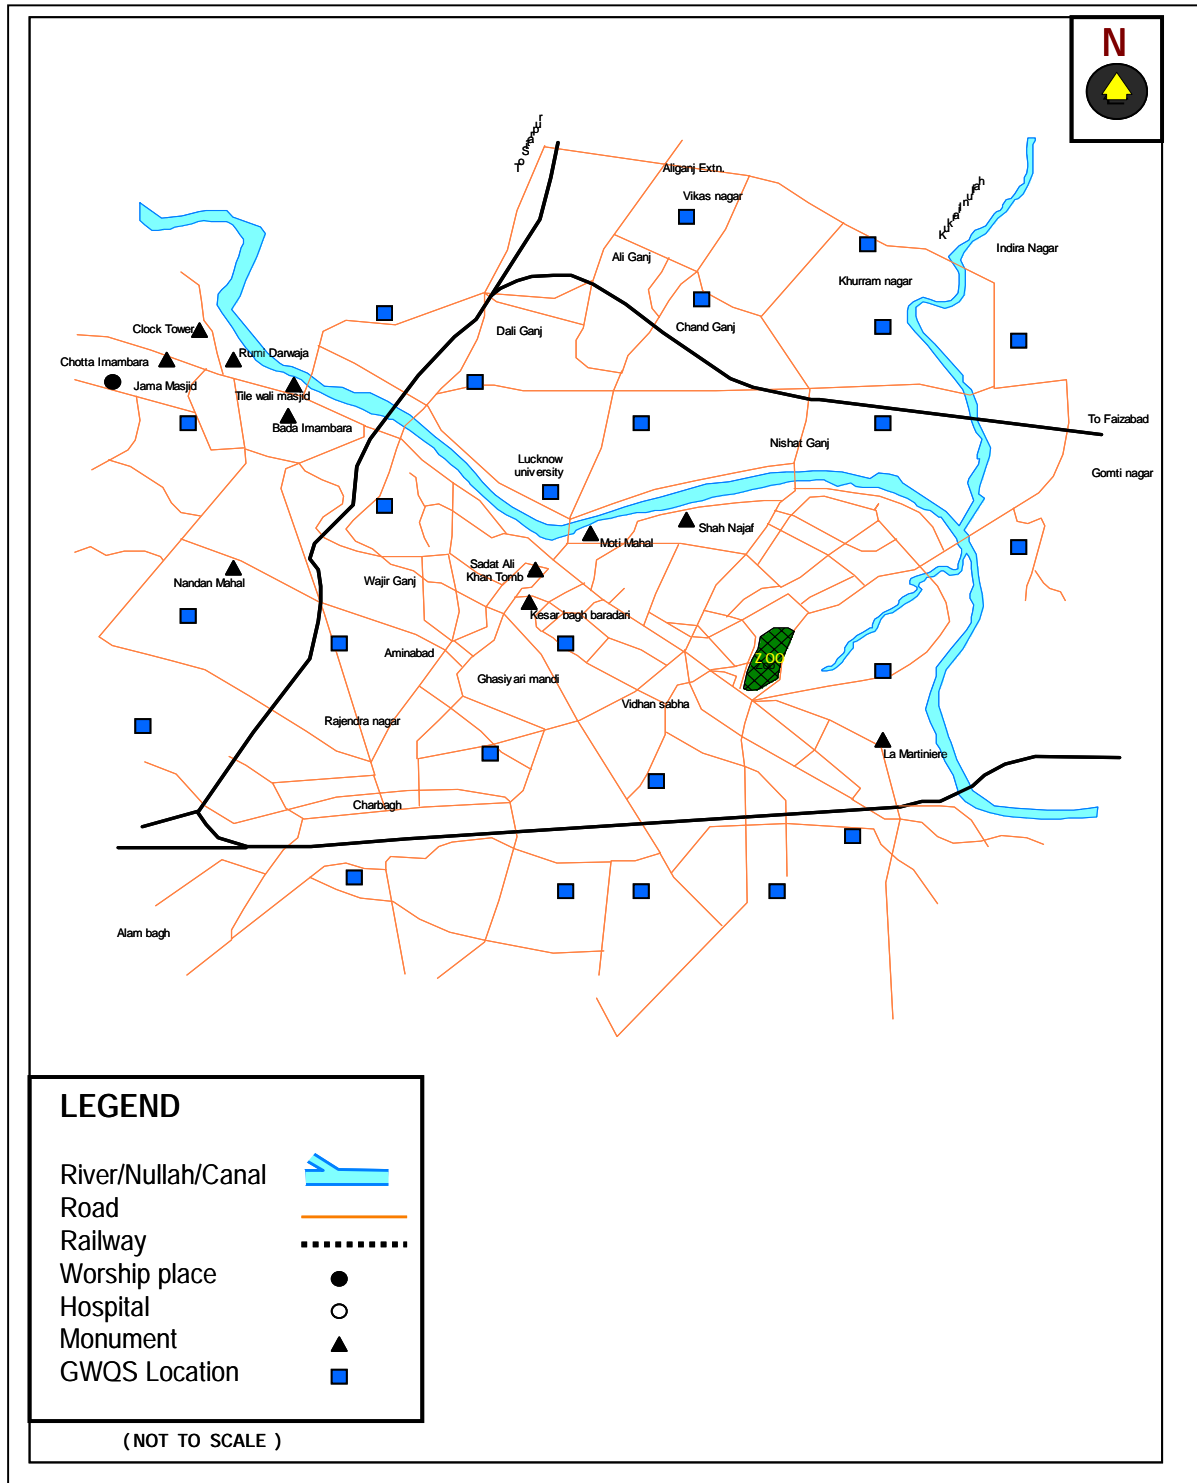 N
To Sitarpur
Aliganj Extn.
Vikas nagar
Kukrail nullah
Indira Nagar
Ali Ganj
Khurram nagar
Clock Tower
Dali Ganj
Chand Ganj
Rumi Darwaja
Chotta Imambara
Jama Masjid
Tile wali masjid
Bada Imambara
To Faizabad
Nishat Ganj
Lucknow
university
Gomti nagar
Shah Najaf
Moti Mahal
Sadat Ali
Khan Tomb
Nandan Mahal
Wajir Ganj
Kesar bagh baradari
Aminabad
ZOO
Ghasiyari mandi
Vidhan sabha
Rajendra nagar
La Martiniere
Charbagh
Alam bagh
LEGEND
River/Nullah/Canal
Road
Railway
Worship place
Hospital
Monument
GWQS Location
( NOT TO SCALE )